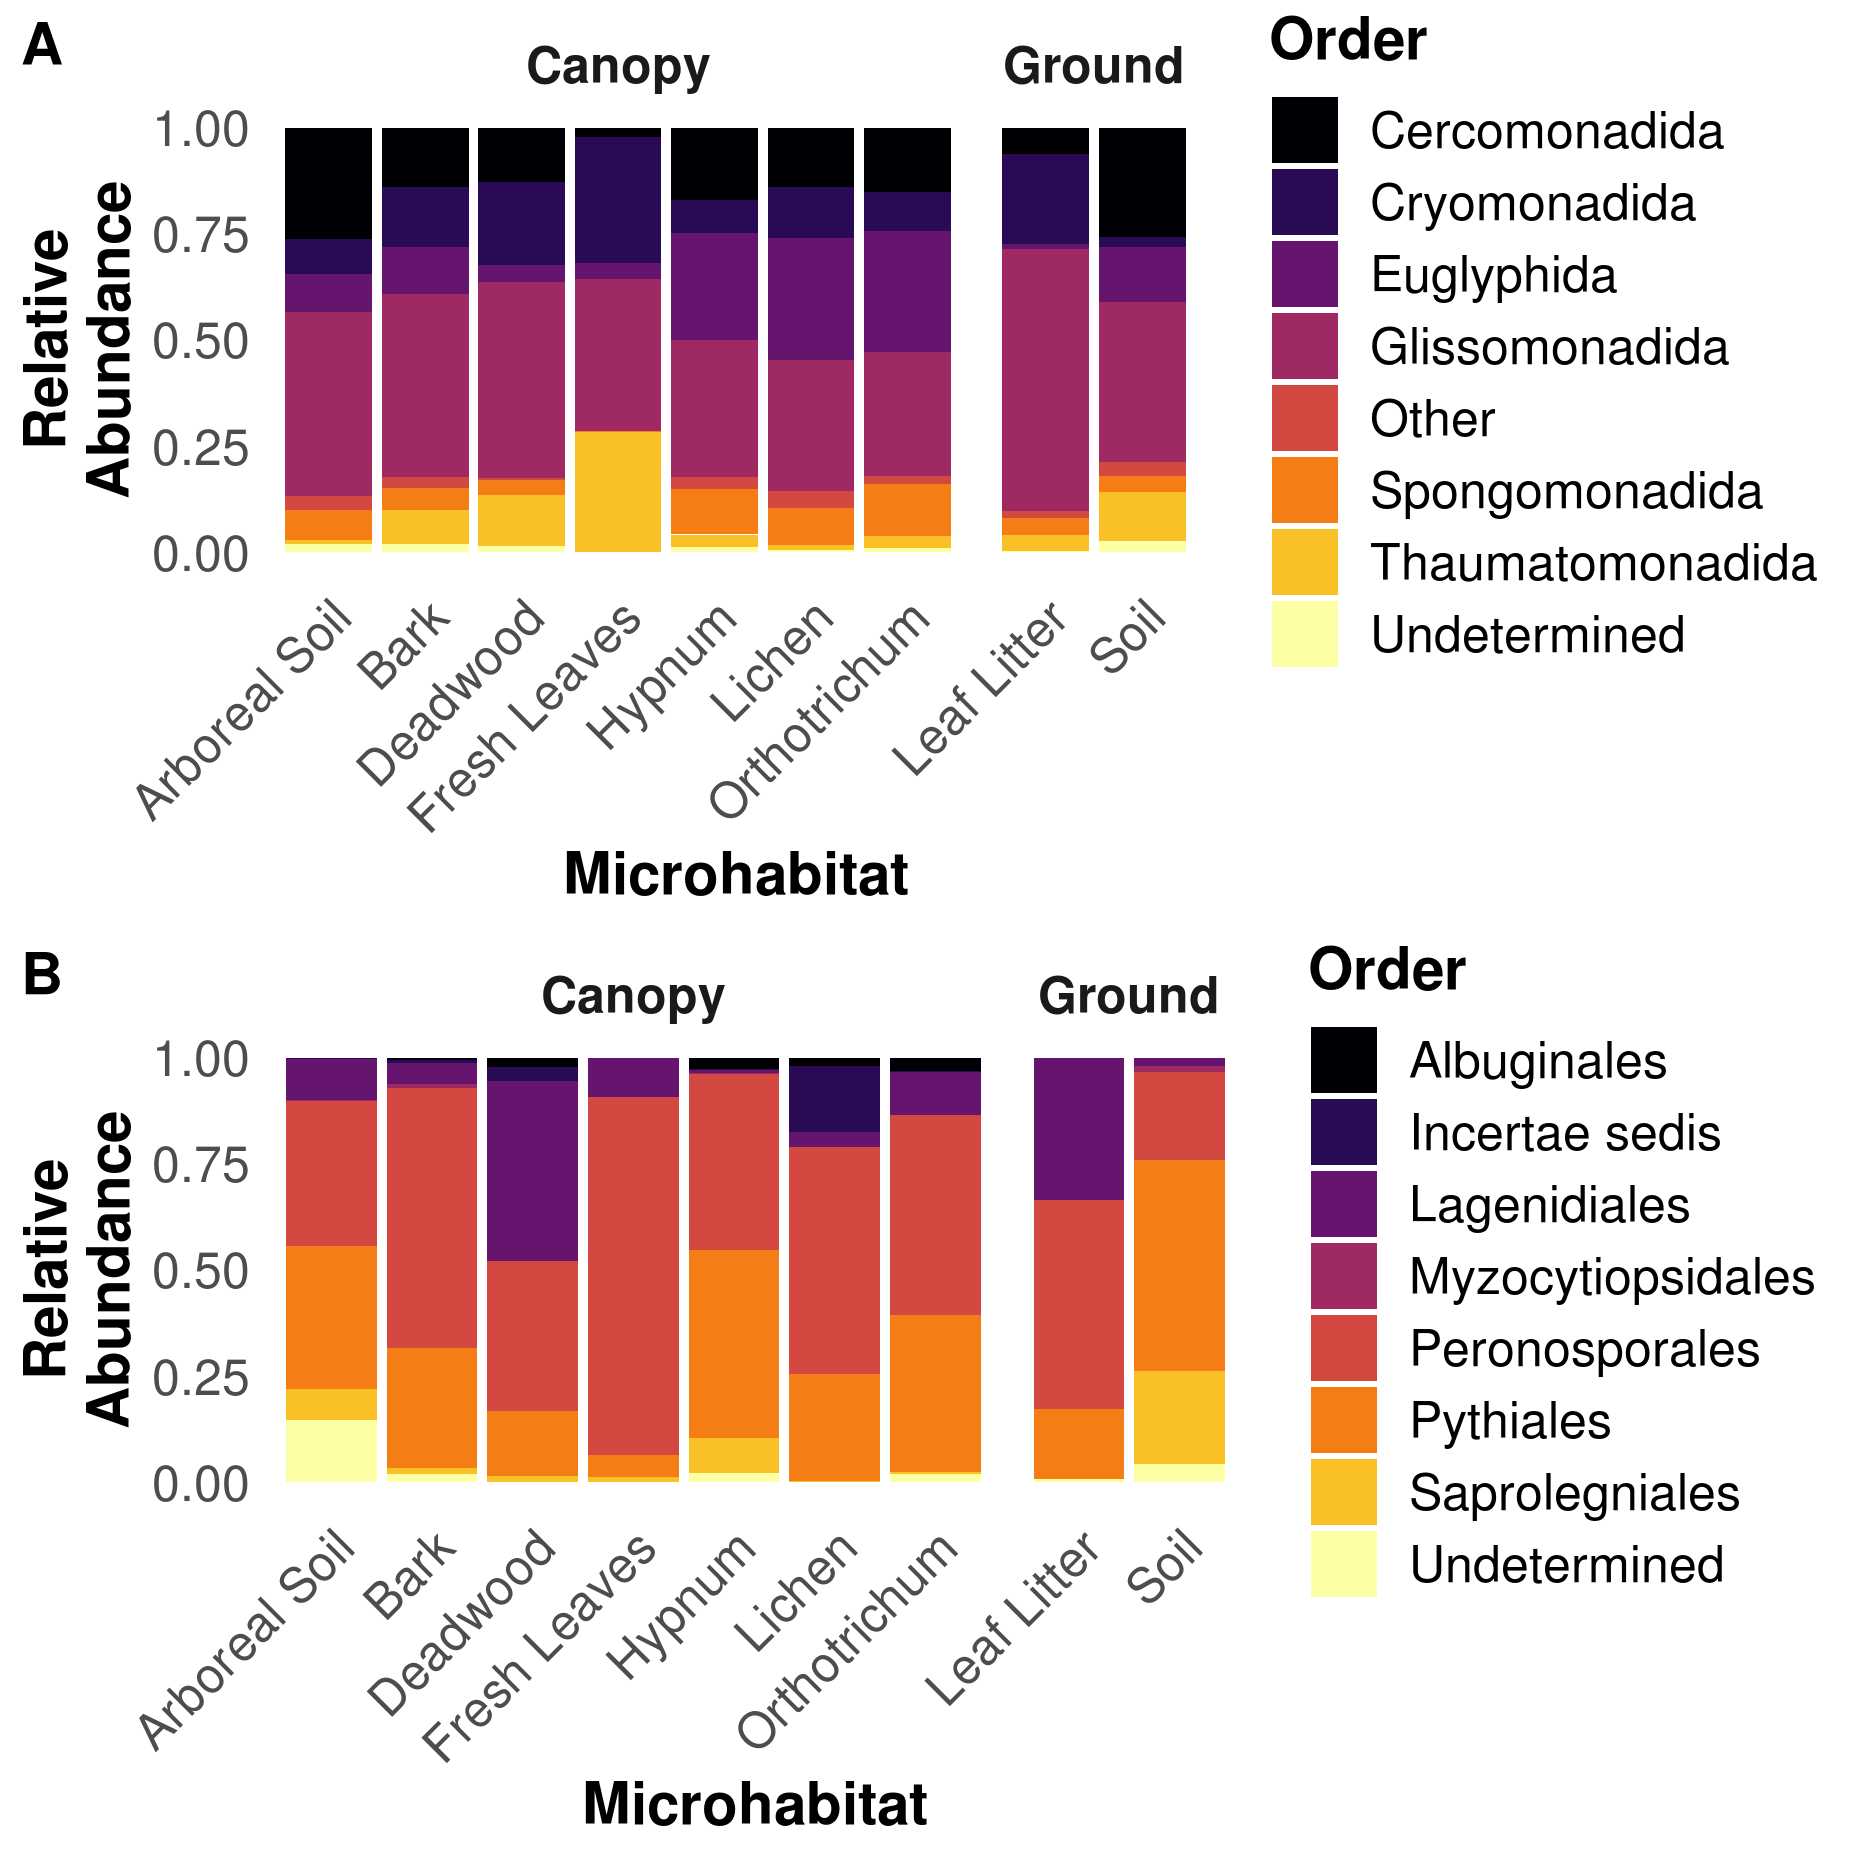 A
Canopy
Ground
Order
Relative
Abundance
1.00
0.75
0.50
0.25
0.00
Cercomonadida
Cryomonadida
Euglyphida
Glissomonadida
Other
Spongomonadida
Thaumatomonadida
Undetermined
Arboreal Soil
Bark
Deadwood
Fresh Leaves
Hypnum
Lichen
Orthotrichum
Leaf Litter
Soil
Microhabitat
B
Canopy
Ground
Order
Relative
Abundance
1.00
0.75
0.50
0.25
0.00
Albuginales
Incertae sedis
Lagenidiales
Myzocytiopsidales
Peronosporales
Pythiales
Saprolegniales
Undetermined
Arboreal Soil
Bark
Deadwood
Fresh Leaves
Hypnum
Lichen
Orthotrichum
Leaf Litter
Soil
Microhabitat